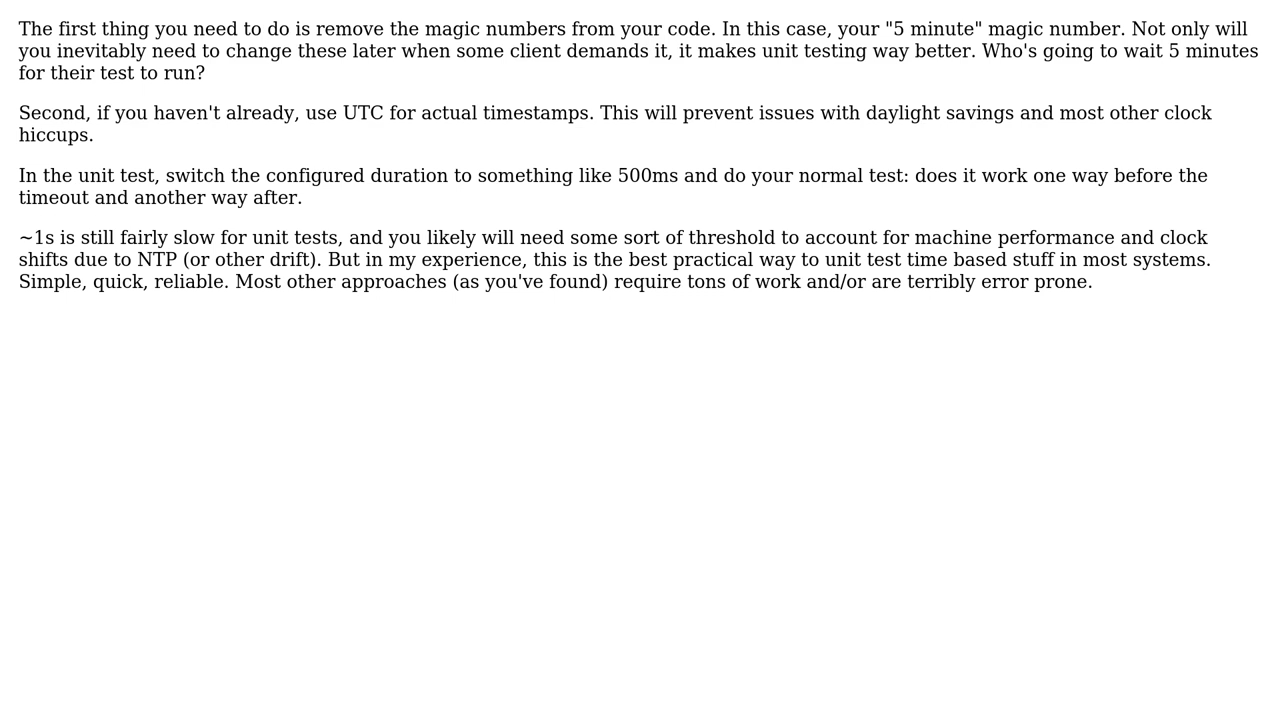 The first thing you need to do is remove the magic numbers from your code. In this case, your "5 minute" magic number. Not only will
you inevitably need to change these later when some client demands it, it makes unit testing way better. Who's going to wait 5 minutes
for their test to run?
Second, if you haven't already, use UTC for actual timestamps. This will prevent issues with daylight savings and most other clock
hiccups.
In the unit test, switch the configured duration to something like 500ms and do your normal test: does it work one way before the
timeout and another way after.
~1s is still fairly slow for unit tests, and you likely will need some sort of threshold to account for machine performance and clock
shifts due to NTP (or other drift). But in my experience, this is the best practical way to unit test time based stuff in most systems.
Simple, quick, reliable. Most other approaches (as you've found) require tons of work and/or are terribly error prone.